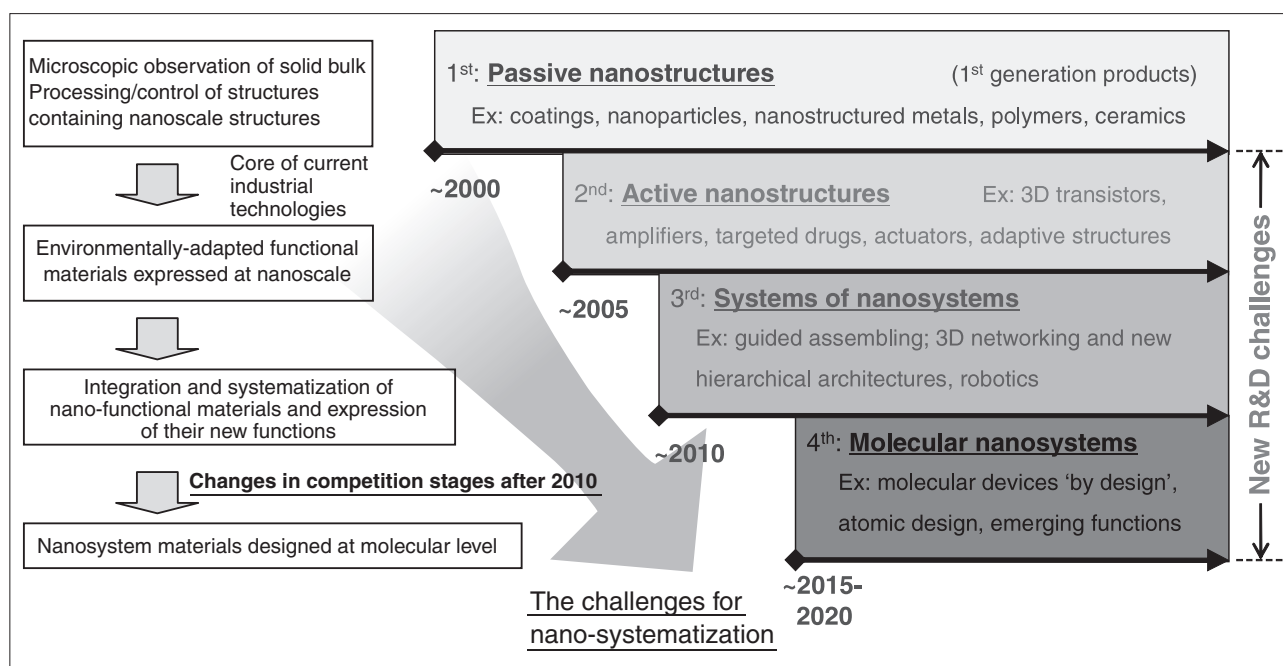 Microscopic observation of solid bulk
Processing/control of structures
containing nanoscale structures
Core of current
industrial
technologies
Environmentally-adapted functional
materials expressed at nanoscale
Integration and systematization of
nano-functional materials and expression
of their new functions
Changes in competition stages after 2010
Nanosystem materials designed at molecular level
1st: Passive nanostructures (1st generation products)
Ex: coatings, nanoparticles, nanostructured metals, polymers, ceramics
~2000
2nd: Active nanostructures Ex: 3D transistors,
amplifiers, targeted drugs, actuators, adaptive structures
~2005
3rd: Systems of nanosystems
Ex: guided assembling; 3D networking and new
hierarchical architectures, robotics
~2010
4th: Molecular nanosystems
Ex: molecular devices ‘by design’,
atomic design, emerging functions
~2015-
2020
The challenges for
nano-systematization
New R&D challenges